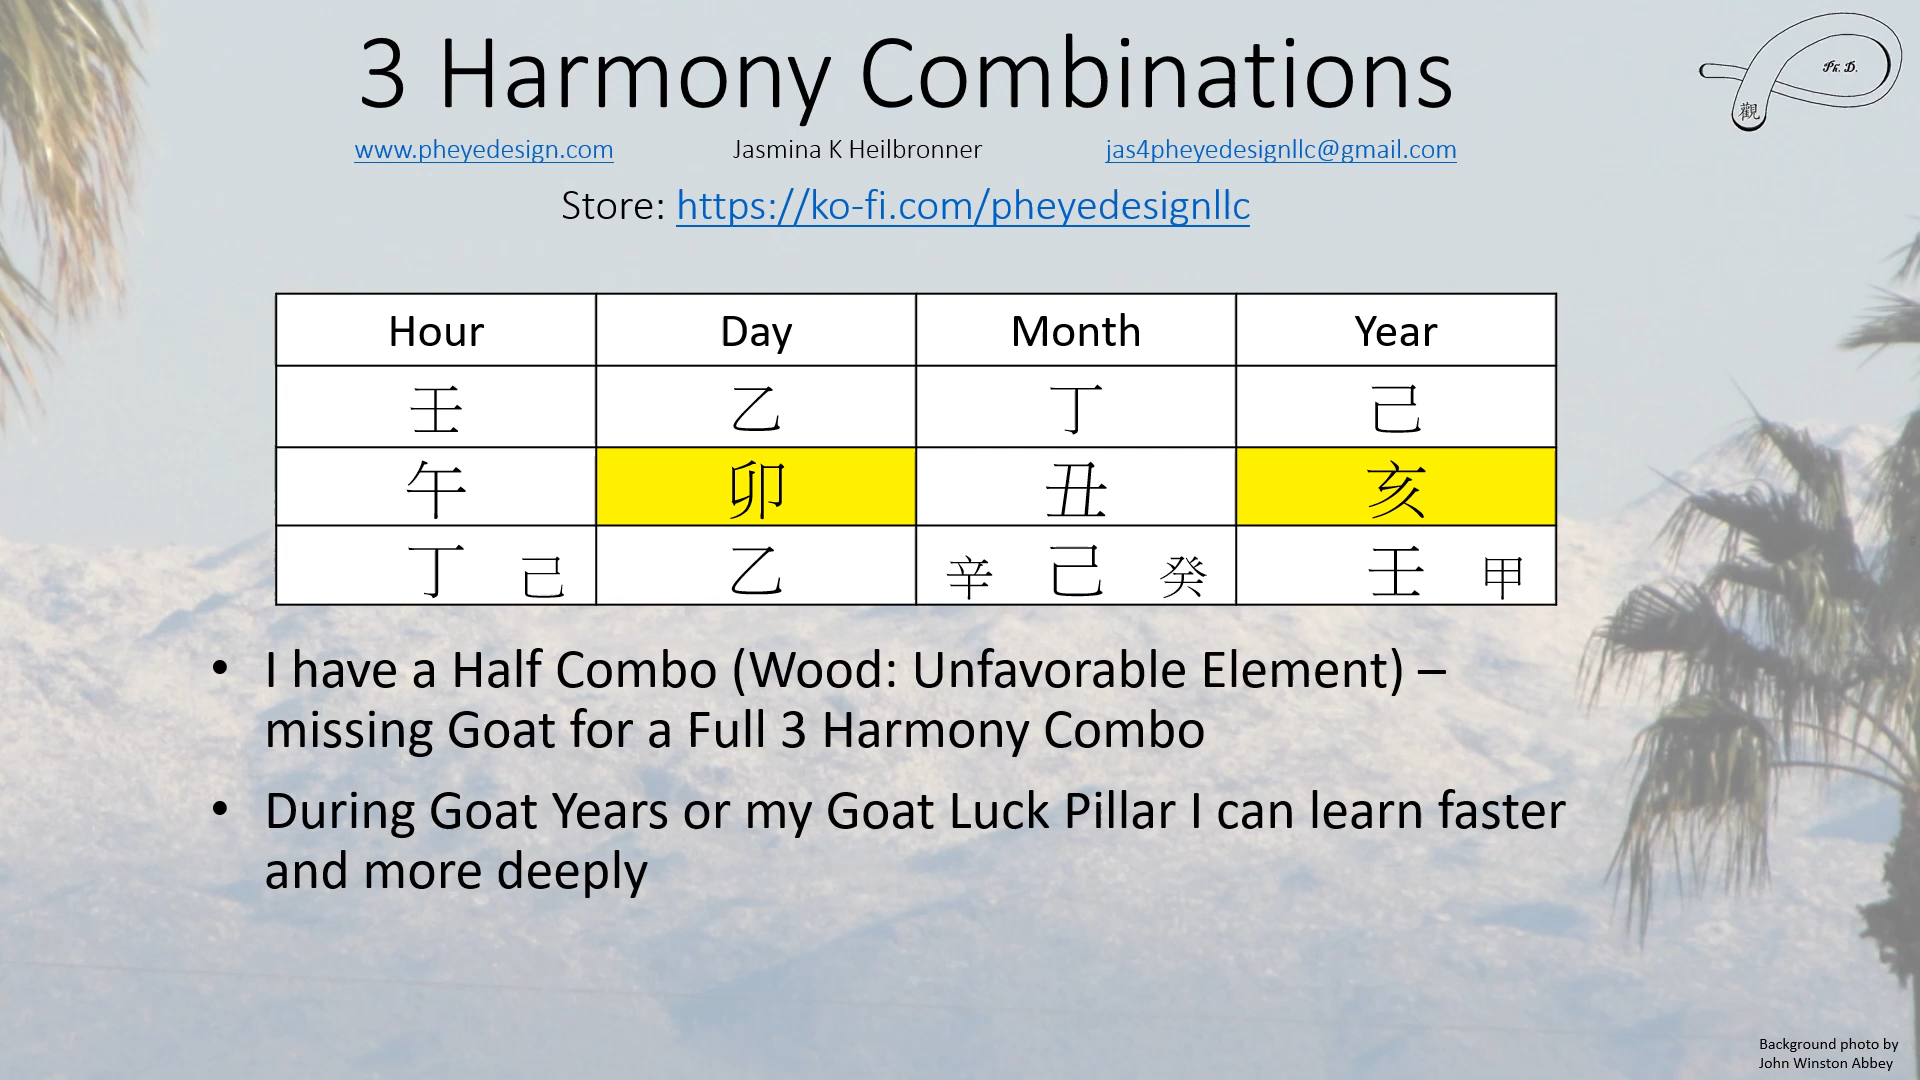 3 Harmony Combinations
Ph.D.
觀
www.pheyedesign.com Jasmina K Heilbronner jas4pheyedesignllc@gmail.com
Store: https://ko-fi.com/pheyedesignllc
Hour Day Month Year
壬 乙 丁 己
午 卯 丑 亥
丁 己 乙 辛 己 癸 壬 甲
• I have a Half Combo (Wood: Unfavorable Element) –
missing Goat for a Full 3 Harmony Combo
• During Goat Years or my Goat Luck Pillar I can learn faster
and more deeply
Background photo by
John Winston Abbey